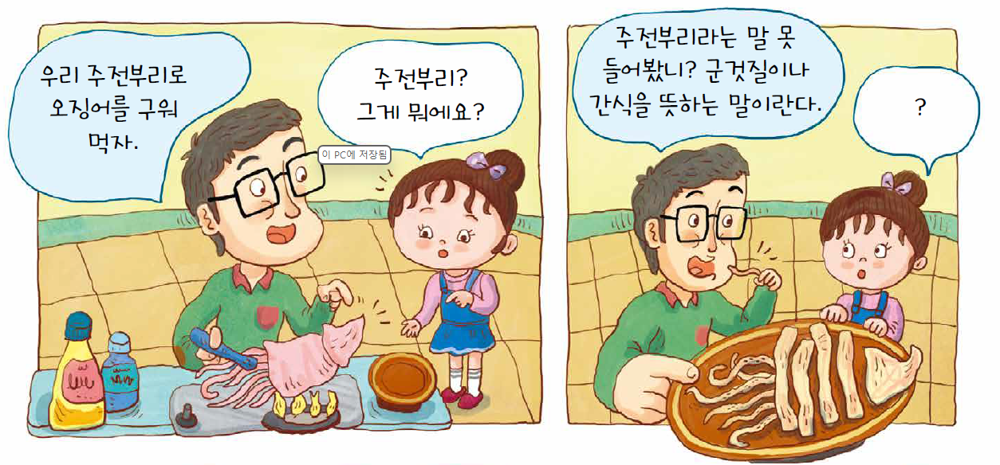 우리 주전부리로
오징어를 구워
먹자.
주전부리?
그게 뭐에요?
이 PC에 저장됨
주전부리라는 말 못
들어봤니? 군것질이나
간식을 뜻하는 말이란다.
?